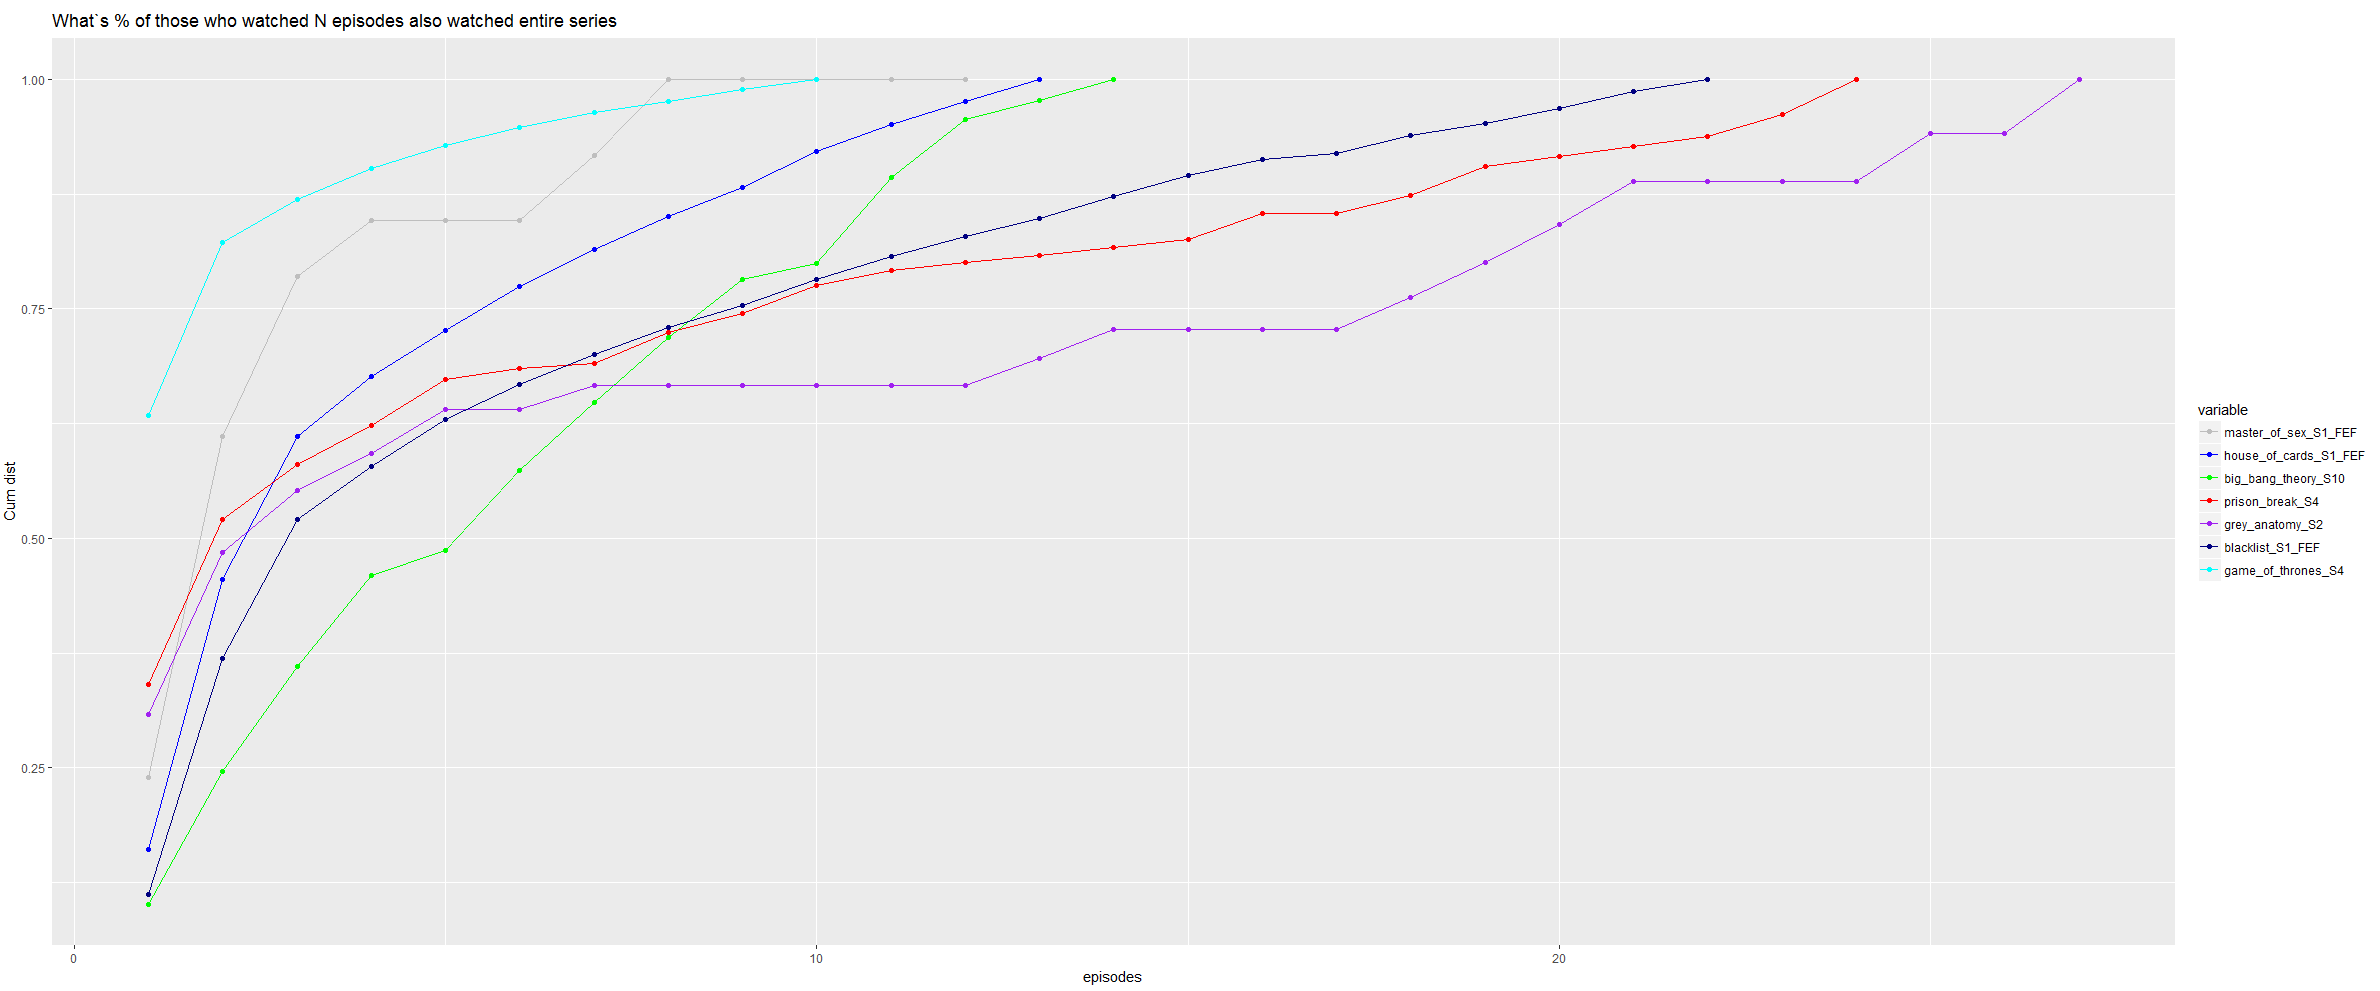 What`s % of those who watched N episodes also watched entire series
1.00
0.75
0.50
0.25
Cum dist
0
10
20
episodes
variable
master_of_sex_S1_FEF
house_of_cards_S1_FEF
big_bang_theory_S10
prison_break_S4
grey_anatomy_S2
blacklist_S1_FEF
game_of_thrones_S4